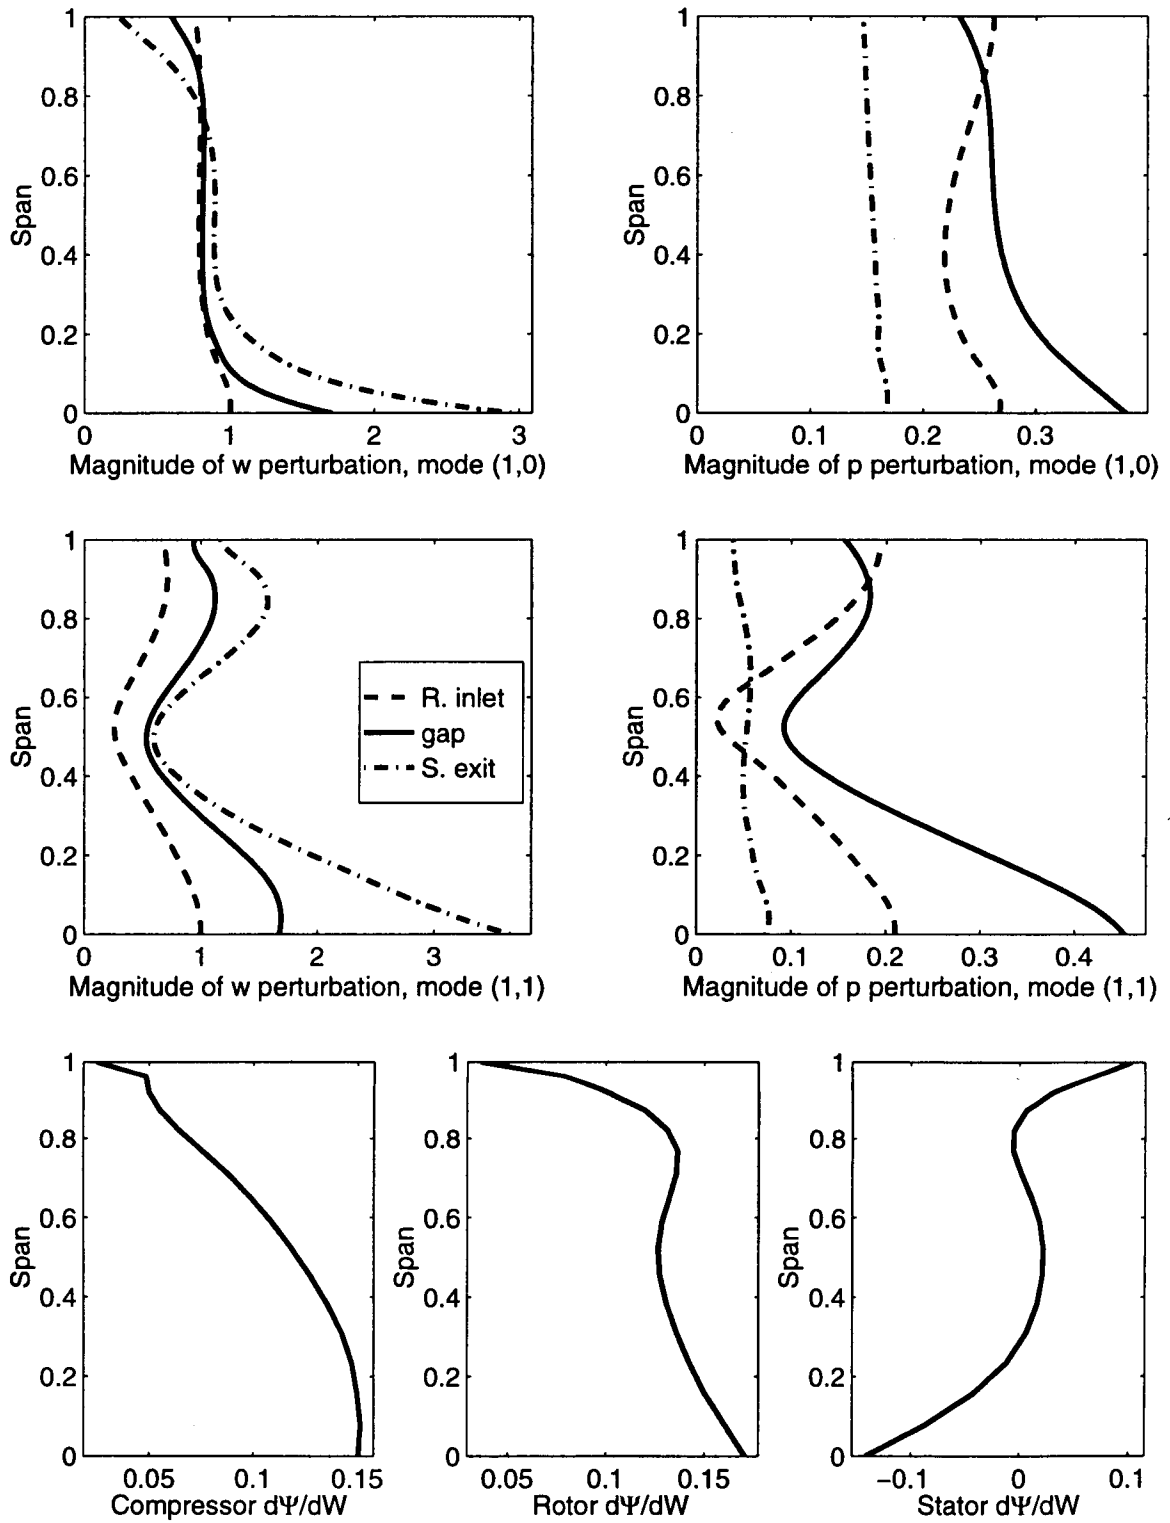 1
0.8
0.6
0.4
0.2
0
Span
0 1 2 3
Magnitude of w perturbation, mode (1,0)
1
0.8
0.6
0.4
0.2
0
Span
0 0.1 0.2 0.3
Magnitude of p perturbation, mode (1,0)
1
0.8
0.6
0.4
0.2
0
Span
R. inlet
gap
S. exit
0 1 2 3
Magnitude of w perturbation, mode (1,1)
1
0.8
0.6
0.4
0.2
0
Span
0 0.1 0.2 0.3 0.4
Magnitude of p perturbation, mode (1,1)
1
0.8
0.6
0.4
0.2
0
Span
0.05 0.1 0.15
Compressor dΨ/dW
1
0.8
0.6
0.4
0.2
0
Span
0.05 0.1 0.15
Rotor dΨ/dW
1
0.8
0.6
0.4
0.2
0
Span
−0.1 0 0.1
Stator dΨ/dW